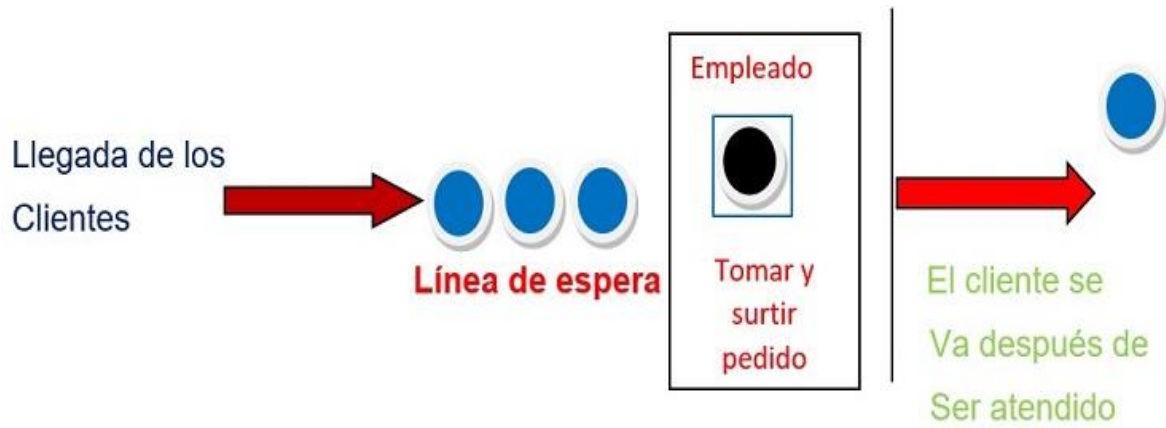 Llegada de los
Clientes
Línea de espera
Empleado
Tomar y
surtir
pedido
El cliente se
Va después de
Ser atendido